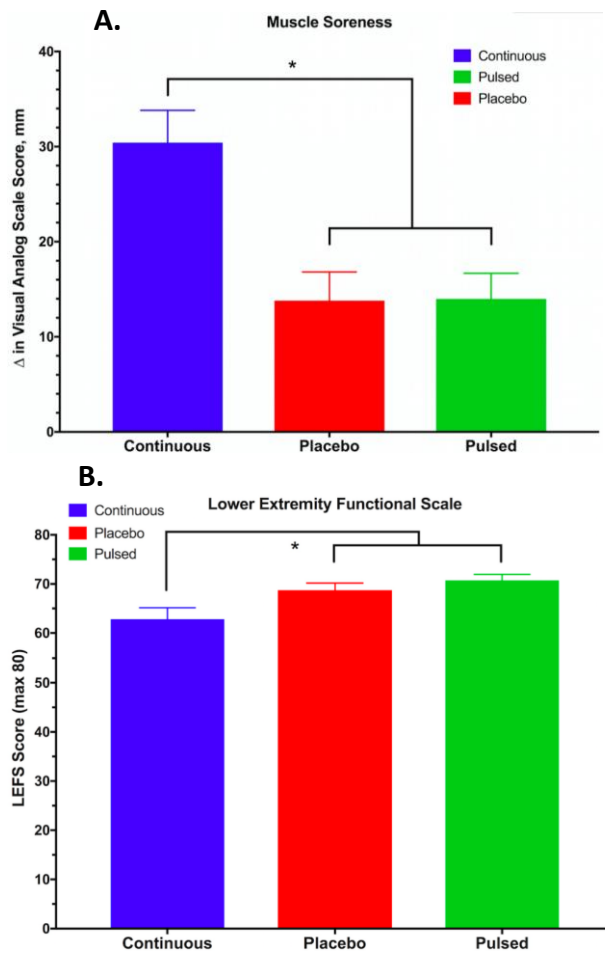 A.
Muscle Soreness
Δ in Visual Analog Scale Score, mm
40
30
20
10
0
*
Continuous
Pulsed
Placebo
Continuous Placebo Pulsed
B.
Lower Extremity Functional Scale
LEFS Score (max 80)
80
70
60
50
40
30
20
10
0
Continuous
Placebo
Pulsed
*
Continuous Placebo Pulsed